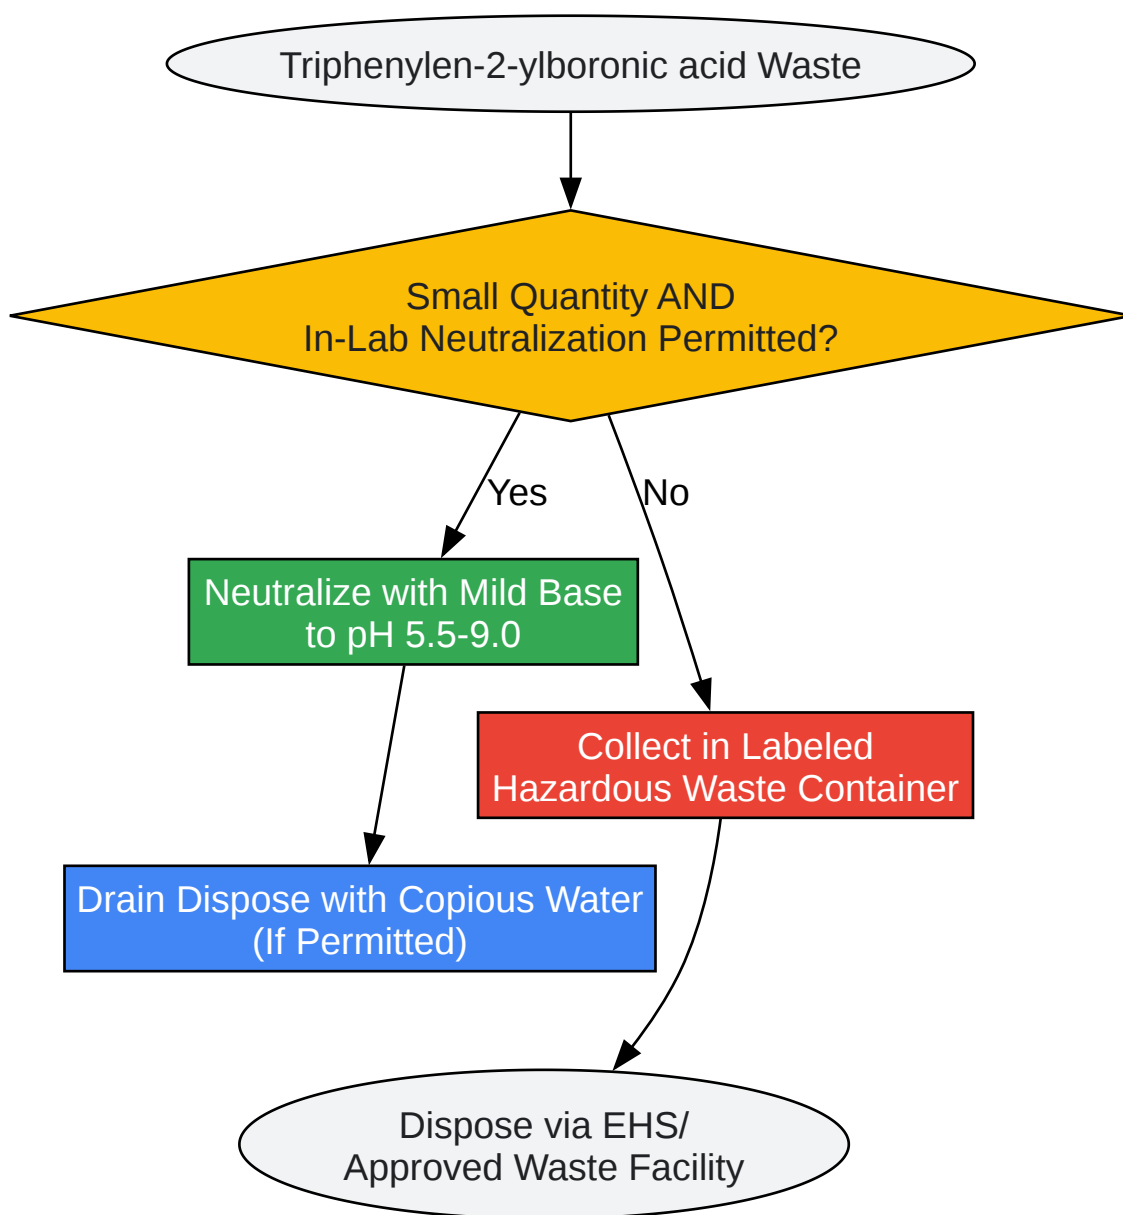 Triphenylen-2-ylboronic acid Waste
Small Quantity AND
In-Lab Neutralization Permitted?
Yes
No
Neutralize with Mild Base
to pH 5.5-9.0
Collect in Labeled
Hazardous Waste Container
Drain Dispose with Copious Water
(If Permitted)
Dispose via EHS/
Approved Waste Facility